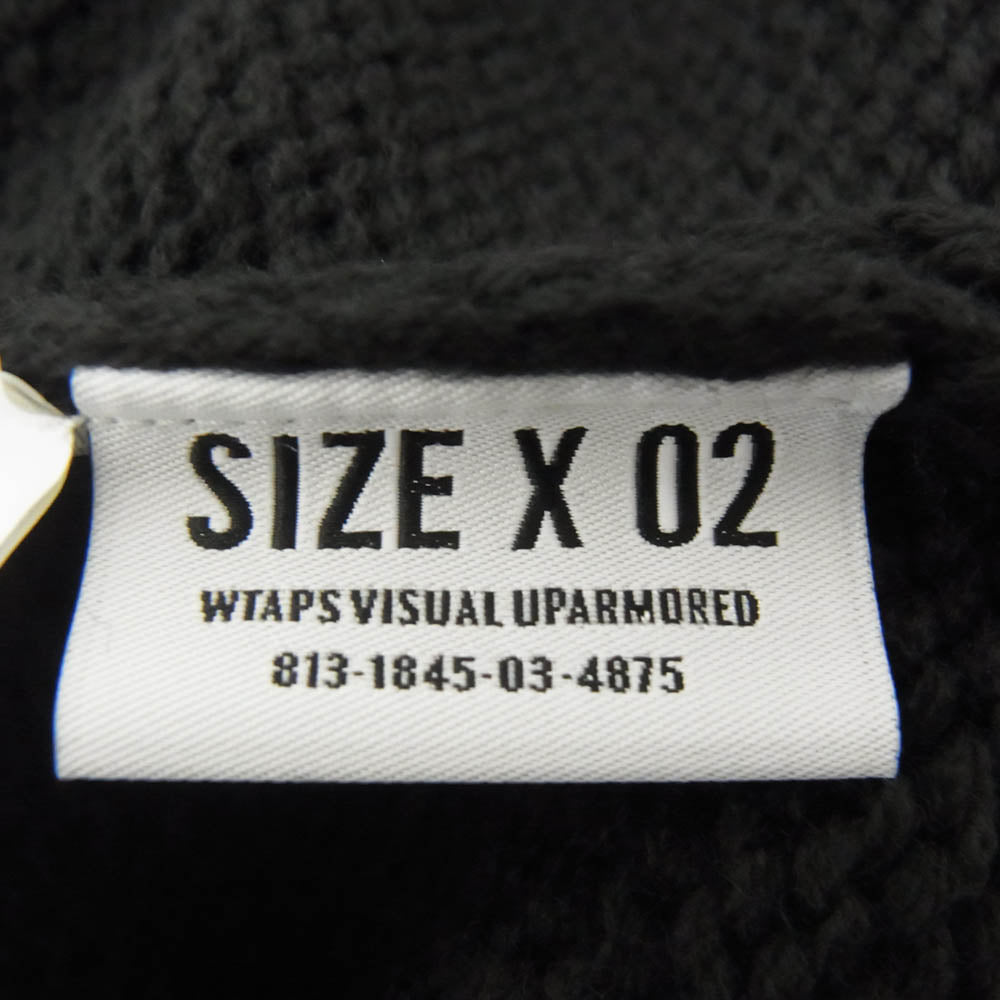 SIZE X 02
WTAPS VISUAL UPARMORED
813-1845-03-4875